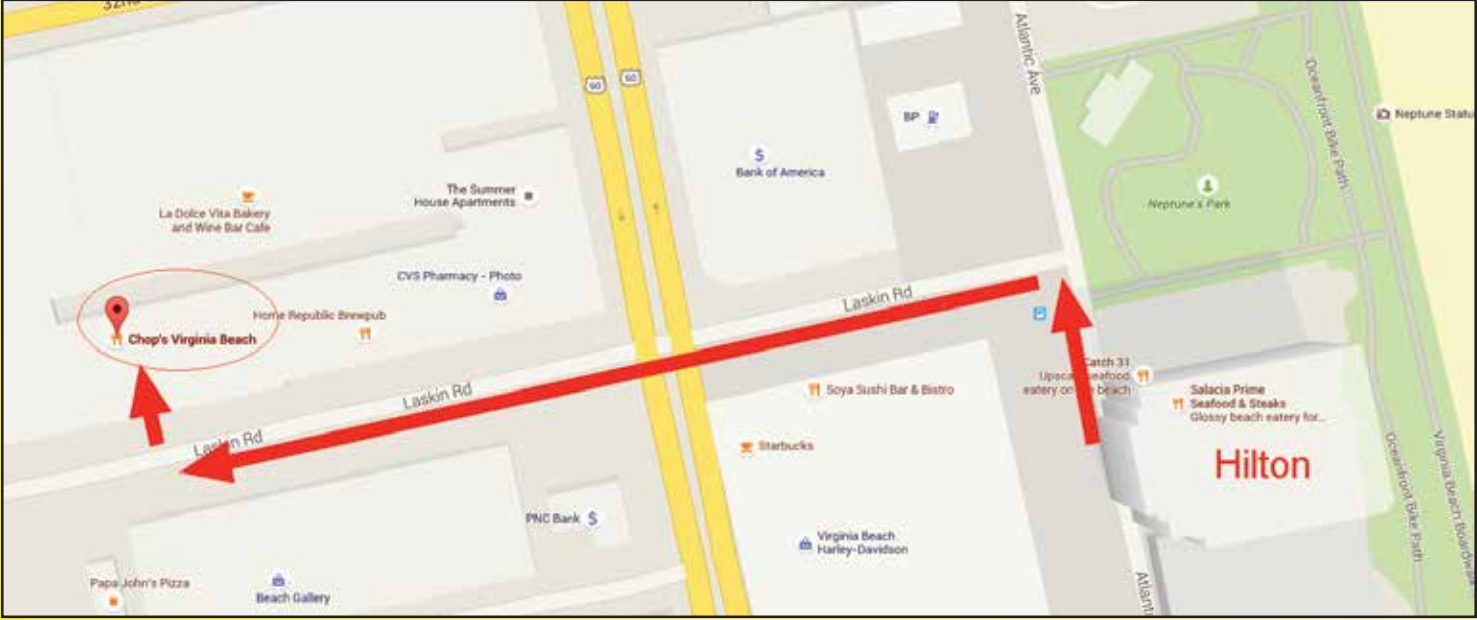 32nd
Atlantic Ave
60
60
Oceanfront Bike Path
BP
Neptune Statu
Bank of America
The Summer
House Apartments
Neptune's Park
La Dolce Vita Bakery
and Wine Bar Cafe
CVS Pharmacy - Photo
Laskin Rd
Home Republic Brewpub
Chop's Virginia Beach
Catch 31
seafood
eatery on beach
Laskin Rd
Soya Sushi Bar & Bistro
Salacia Prime
Seafood & Steaks
Glossy beach eatery for...
Laskin Rd
Starbucks
Hilton
Oceanfront Bike Path
Virginia Beach Boardwalk
PNC Bank
Virginia Beach
Harley-Davidson
Papa John's Pizza
Beach Gallery
Atlant